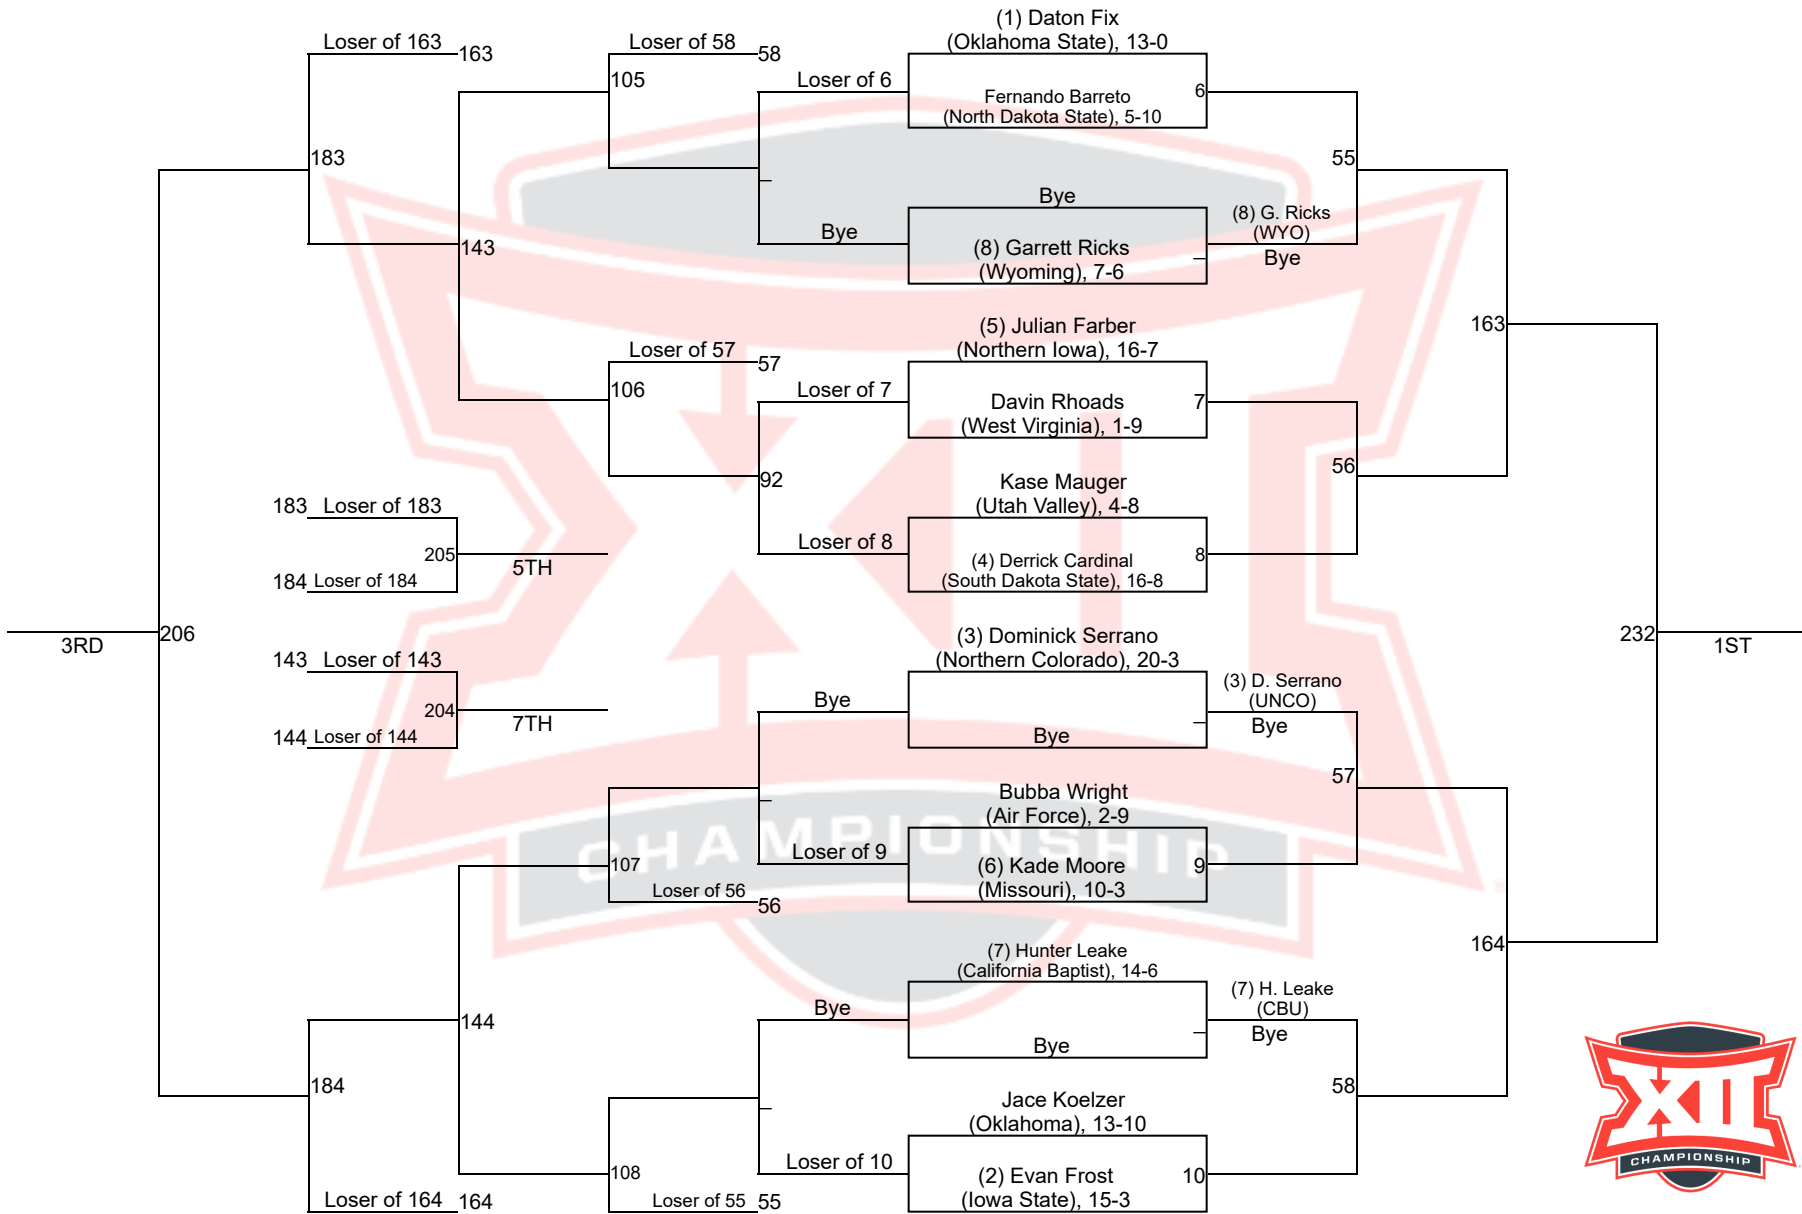 (1) Daton Fix
(Oklahoma State), 13-0
Loser of 163
163
Loser of 58
58
105
Loser of 6
Fernando Barreto
(North Dakota State), 5-10
6
183
55
Bye
Bye
(8) G. Ricks
(WYO)
Bye
143
(8) Garrett Ricks
(Wyoming), 7-6
163
(5) Julian Farber
(Northern Iowa), 16-7
Loser of 57
57
106
Loser of 7
Davin Rhoads
(West Virginia), 1-9
7
92
56
Kase Mauger
(Utah Valley), 4-8
183
Loser of 183
205
5TH
Loser of 8
(4) Derrick Cardinal
(South Dakota State), 16-8
8
184
Loser of 184
3RD
206
(3) Dominick Serrano
(Northern Colorado), 20-3
232
1ST
143
Loser of 143
204
7TH
Bye
(3) D. Serrano
(UNCO)
Bye
Bye
144
Loser of 144
57
Bubba Wright
(Air Force), 2-9
CHAMPIONSHIP
107
Loser of 9
(6) Kade Moore
(Missouri), 10-3
9
Loser of 56
56
164
(7) Hunter Leake
(California Baptist), 14-6
144
Bye
(7) H. Leake
(CBU)
Bye
Bye
184
58
Jace Koelzer
(Oklahoma), 13-10
108
Loser of 10
(2) Evan Frost
(Iowa State), 15-3
10
Loser of 164
164
Loser of 55
55
XII
CHAMPIONSHIP